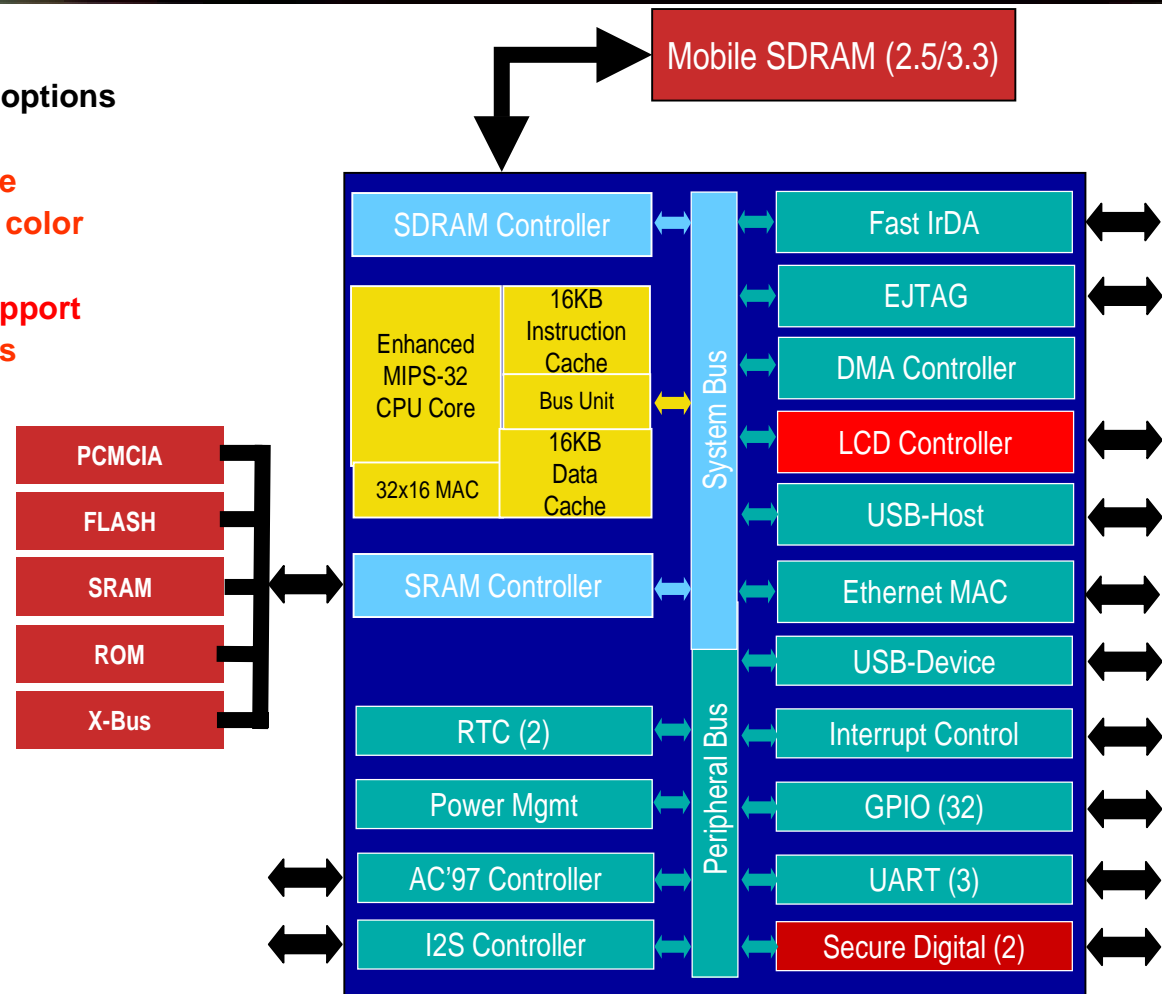 Mobile SDRAM (2.5/3.3)
options
e
color
pport
s
PCMCIA
FLASH
SRAM
ROM
X-Bus
SDRAM Controller
Enhanced
MIPS-32
CPU Core
16KB
Instruction
Cache
Bus Unit
32x16 MAC
16KB
Data
Cache
SRAM Controller
RTC (2)
Power Mgmt
AC’97 Controller
I2S Controller
System Bus
Peripheral Bus
Fast IrDA
EJTAG
DMA Controller
LCD Controller
USB-Host
Ethernet MAC
USB-Device
Interrupt Control
GPIO (32)
UART (3)
Secure Digital (2)